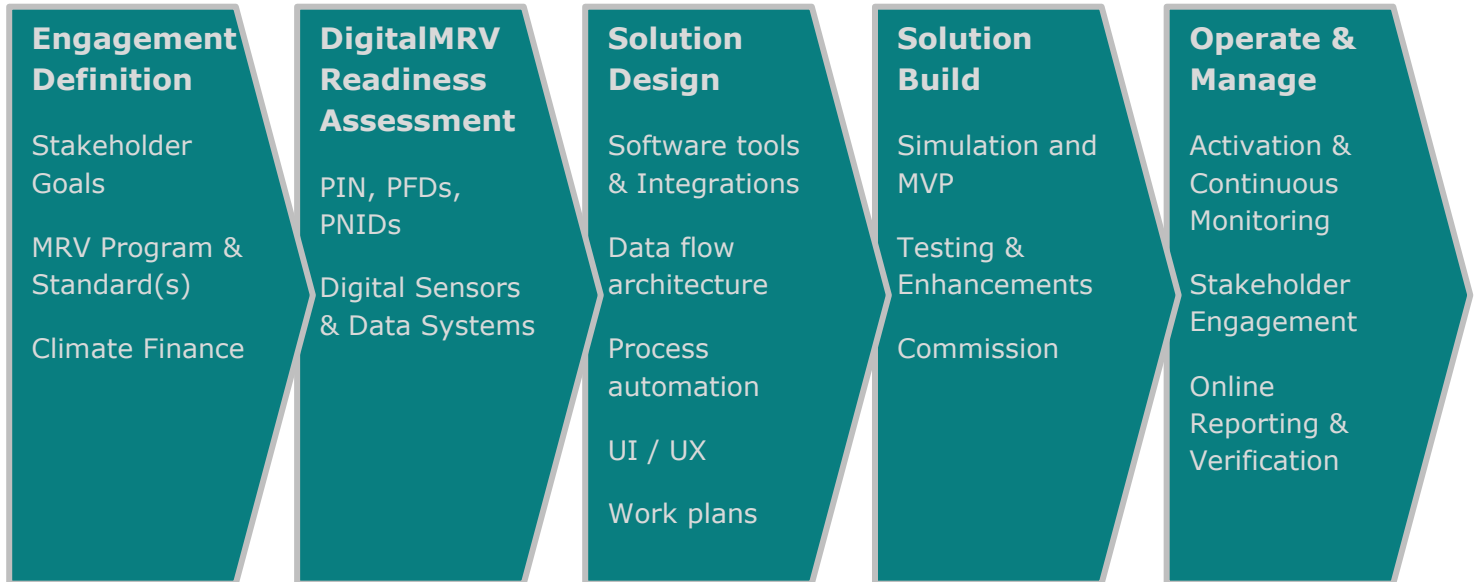 Engagement
Definition
Stakeholder
Goals
MRV Program &
Standard(s)
Climate Finance
DigitalMRV
Readiness
Assessment
PIN, PFDs,
PNIDs
Digital Sensors
& Data Systems
Solution
Design
Software tools
& Integrations
Data flow
architecture
Process
automation
UI / UX
Work plans
Solution
Build
Simulation and
MVP
Testing &
Enhancements
Commission
Operate &
Manage
Activation &
Continuous
Monitoring
Stakeholder
Engagement
Online
Reporting &
Verification